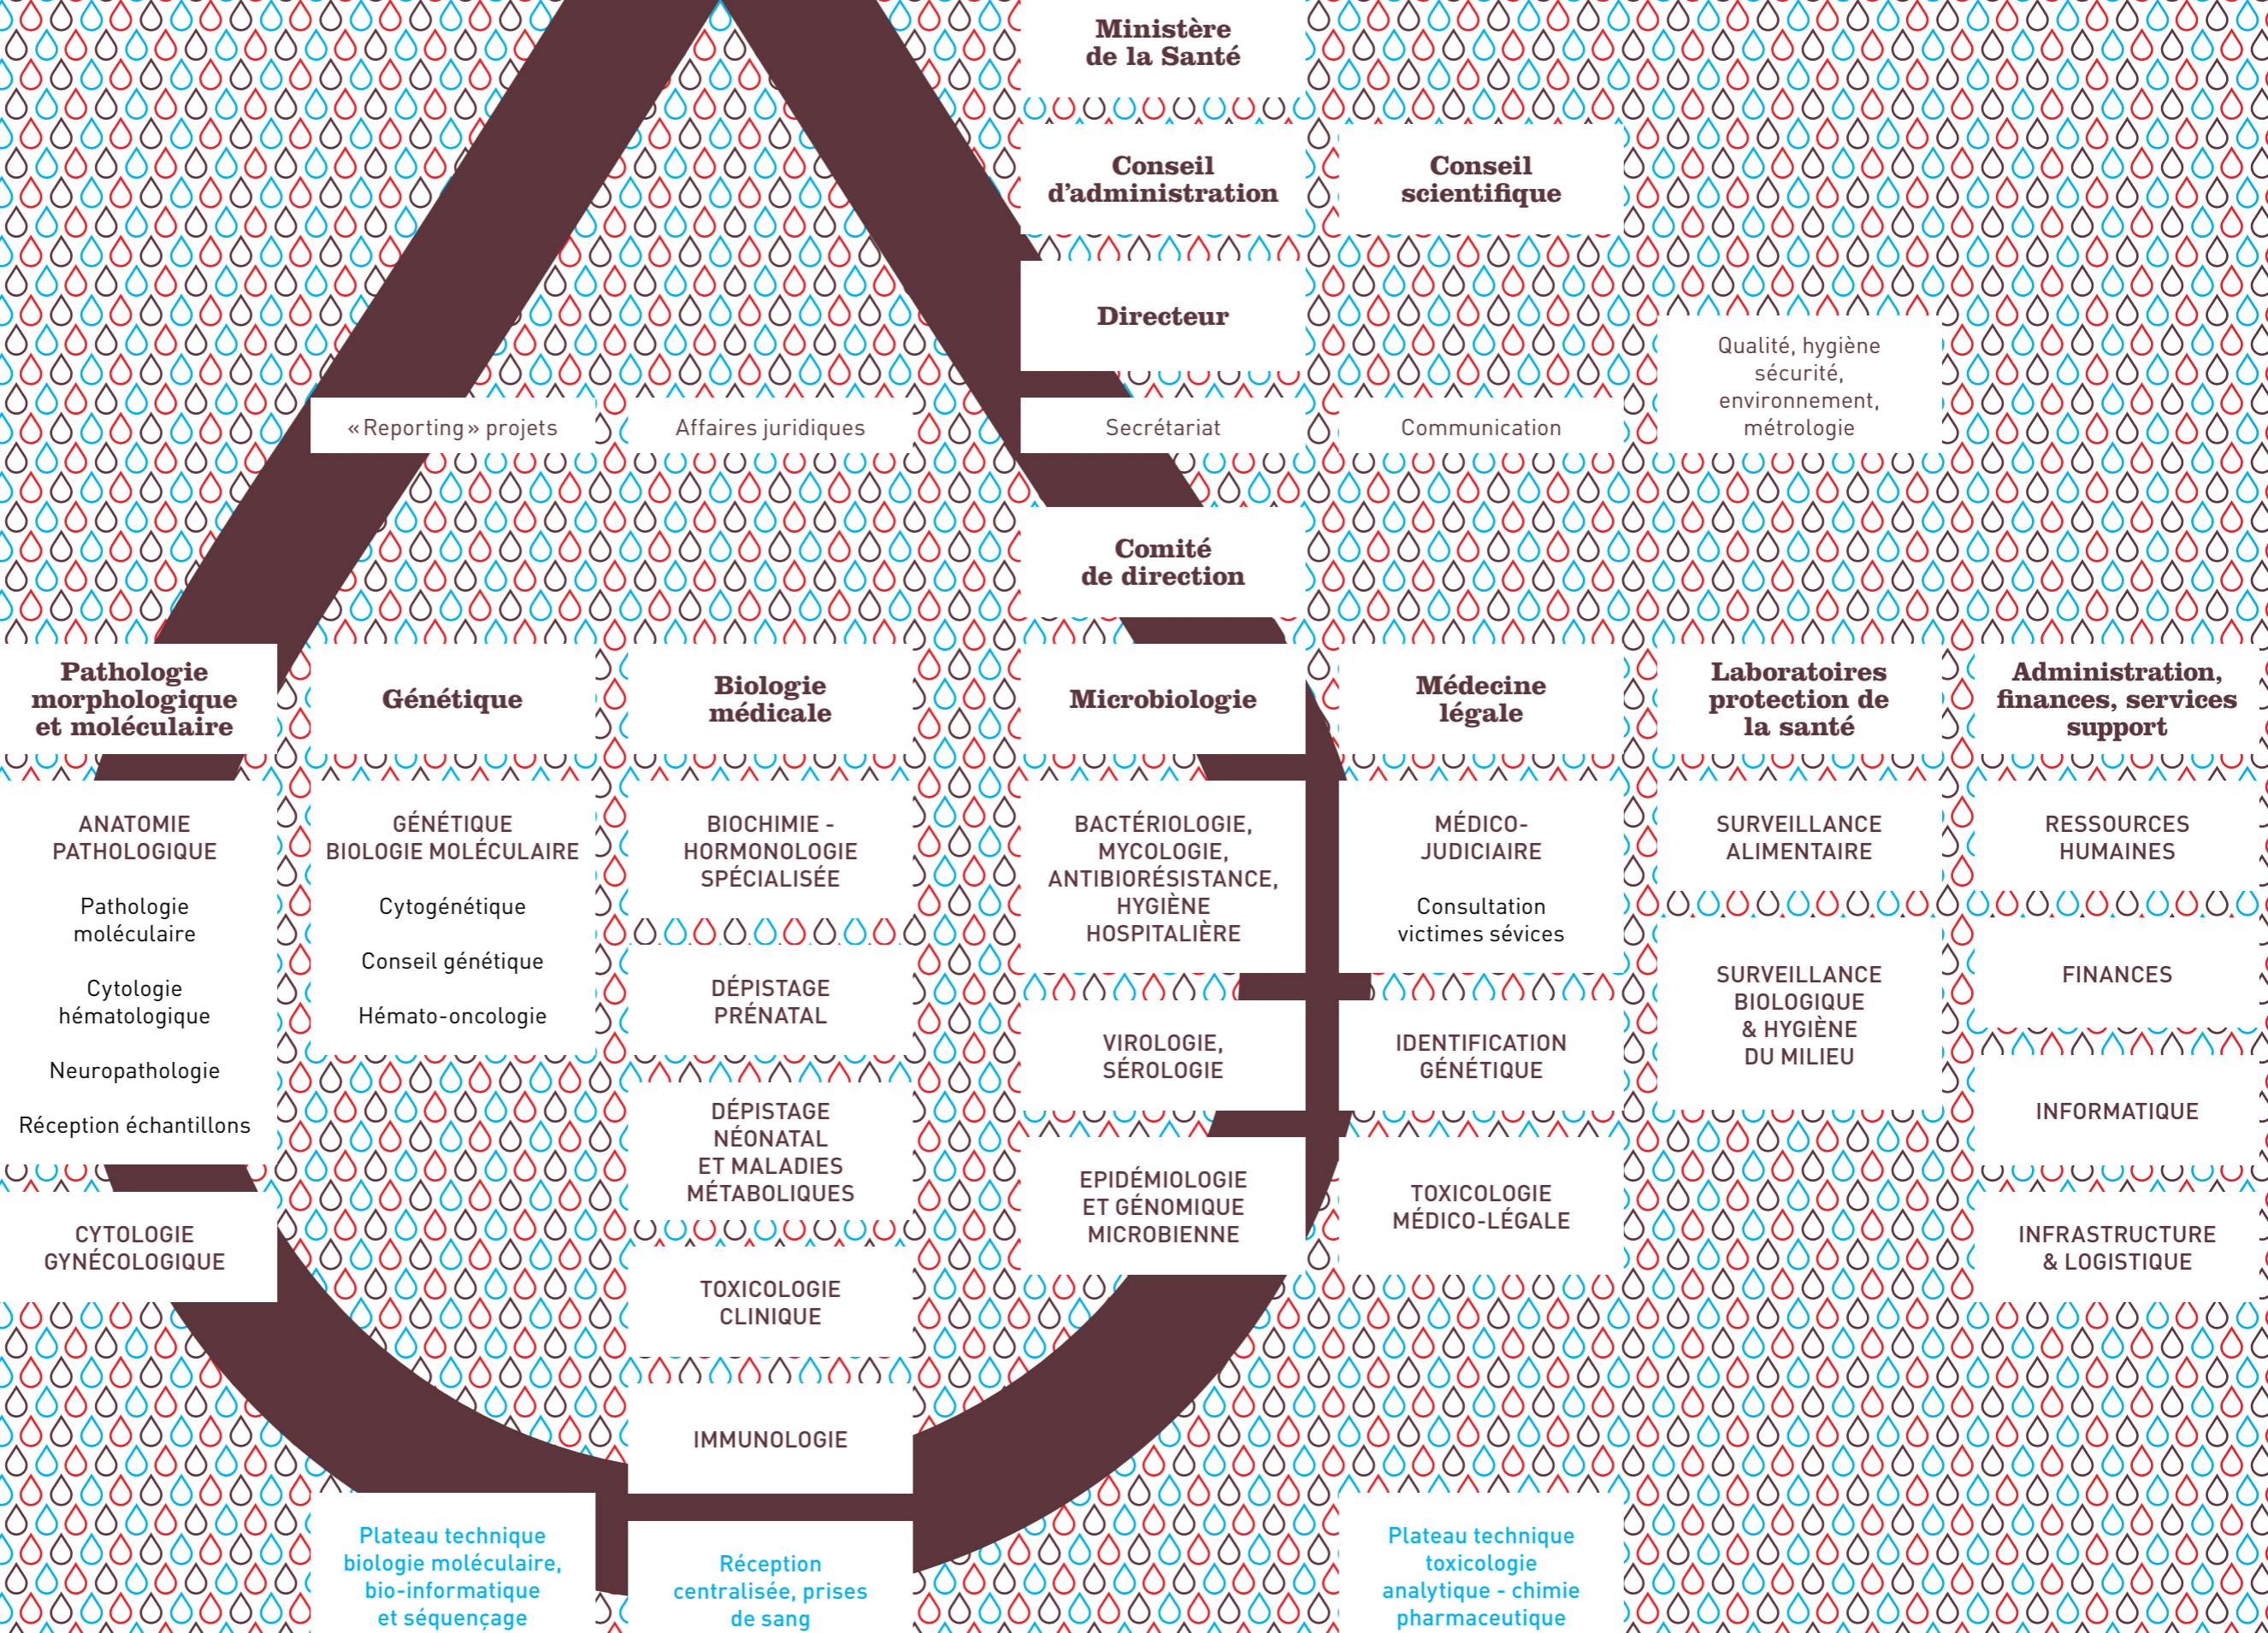 Ministère
de la Santé
Conseil
d’administration
Conseil
scientifique
Directeur
Qualité, hygiène
sécurité,
environnement,
métrologie
«Reporting» projets
Affaires juridiques
Secrétariat
Communication
Comité
de direction
Pathologie
morphologique
et moléculaire
Génétique
Biologie
médicale
Microbiologie
Médecine
légale
Laboratoires
protection de
la santé
Administration,
finances, services
support
ANATOMIE
PATHOLOGIQUE
Pathologie
moléculaire
Cytologie
hématologique
Neuropathologie
Réception échantillons
CYTOLOGIE
GYNÉCOLOGIQUE
GÉNÉTIQUE
BIOLOGIE MOLÉCULAIRE
Cytogénétique
Conseil génétique
Hémato-oncologie
BIOCHIMIE -
HORMONOLOGIE
SPÉCIALISÉE
DÉPISTAGE
PRÉNATAL
DÉPISTAGE
NÉONATAL
ET MALADIES
MÉTABOLIQUES
TOXICOLOGIE
CLINIQUE
IMMUNOLOGIE
BACTÉRIOLOGIE,
MYCOLOGIE,
ANTIBIORÉSISTANCE,
HYGIÈNE
HOSPITALIÈRE
VIROLOGIE,
SÉROLOGIE
EPIDÉMIOLOGIE
ET GÉNOMIQUE
MICROBIENNE
MÉDICO-
JUDICIAIRE
Consultation
victimes sévices
IDENTIFICATION
GÉNÉTIQUE
TOXICOLOGIE
MÉDICO-LÉGALE
SURVEILLANCE
ALIMENTAIRE
SURVEILLANCE
BIOLOGIQUE
& HYGIÈNE
DU MILIEU
RESSOURCES
HUMAINES
FINANCES
INFORMATIQUE
INFRASTRUCTURE
& LOGISTIQUE
Plateau technique
biologie moléculaire,
bio-informatique
et séquençage
Réception
centralisée, prises
de sang
Plateau technique
toxicologie
analytique - chimie
pharmaceutique